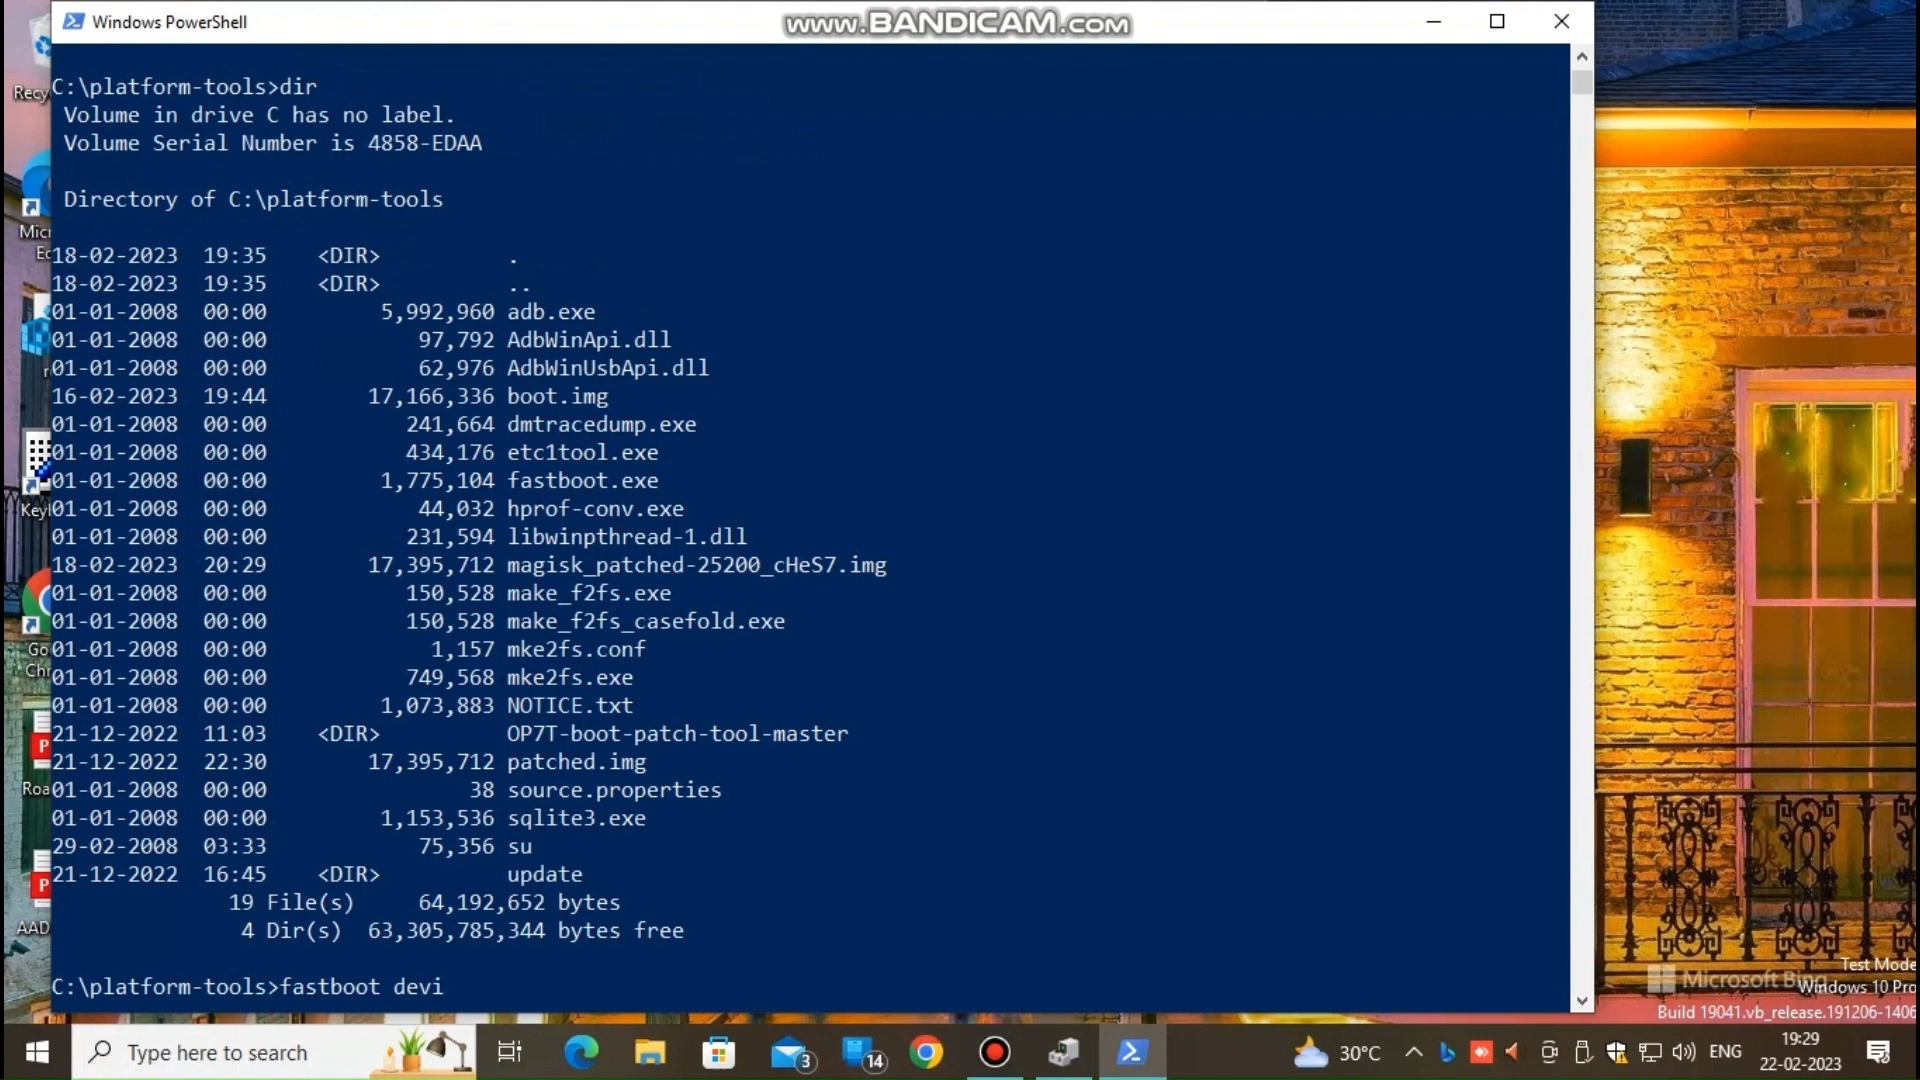 Windows PowerShell
www.BANDICAM.com
C:\platform-tools>dir
Volume in drive C has no label.
Volume Serial Number is 4858-EDAA
Directory of C:\platform-tools
18-02-2023 19:35 <DIR> .
18-02-2023 19:35 <DIR> ..
01-01-2008 00:00 5,992,960 adb.exe
01-01-2008 00:00 97,792 AdbWinApi.dll
01-01-2008 00:00 62,976 AdbWinUsbApi.dll
16-02-2023 19:44 17,166,336 boot.img
01-01-2008 00:00 241,664 dmtracedump.exe
01-01-2008 00:00 434,176 etc1tool.exe
01-01-2008 00:00 1,775,104 fastboot.exe
01-01-2008 00:00 44,032 hprof-conv.exe
01-01-2008 00:00 231,594 libwinpthread-1.dll
18-02-2023 20:29 17,395,712 magisk_patched-25200_cHeS7.img
01-01-2008 00:00 150,528 make_f2fs.exe
01-01-2008 00:00 150,528 make_f2fs_casefold.exe
01-01-2008 00:00 1,157 mke2fs.conf
01-01-2008 00:00 749,568 mke2fs.exe
01-01-2008 00:00 1,073,883 NOTICE.txt
21-12-2022 11:03 <DIR> OP7T-boot-patch-tool-master
21-12-2022 22:30 17,395,712 patched.img
01-01-2008 00:00 38 source.properties
01-01-2008 00:00 1,153,536 sqlite3.exe
29-02-2008 03:33 75,356 su
21-12-2022 16:45 <DIR> update
19 File(s) 64,192,652 bytes
4 Dir(s) 63,305,785,344 bytes free
C:\platform-tools>fastboot devi
Recy
Micr
Ec
Keyl
Go
Chr
Roa
AAD
Microsoft Bing
Test Mode
Windows 10 Pro
Build 19041.vb_release.191206-1406
Type here to search
3
14
30°C
ENG
19:29
22-02-2023